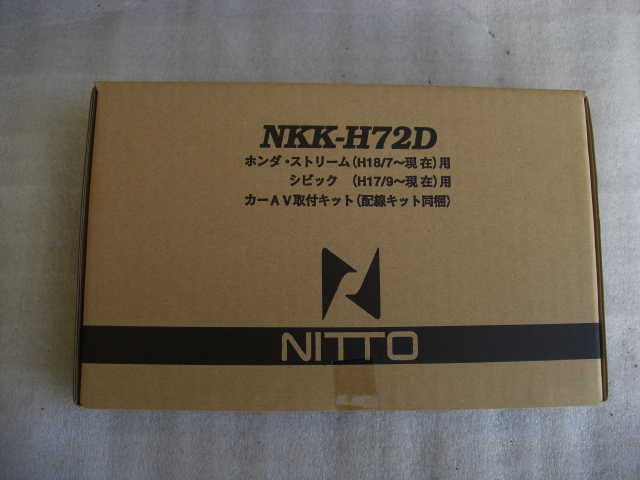 NKK-H72D
ホンダ・ストリーム(H18/7〜現在)用
シビック (H17/9〜現在)用
カーAV取付キット(配線キット同梱)
NITTO